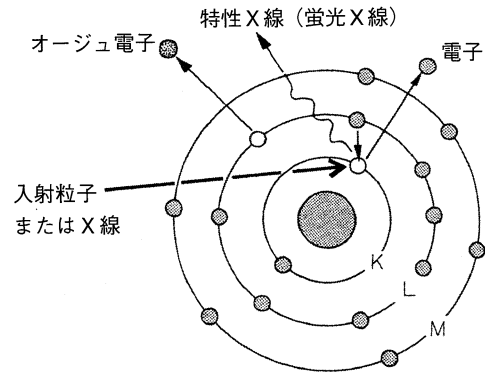 特性X線（蛍光X線）
オージュ電子
電子
入射粒子
またはX線
K
L
M